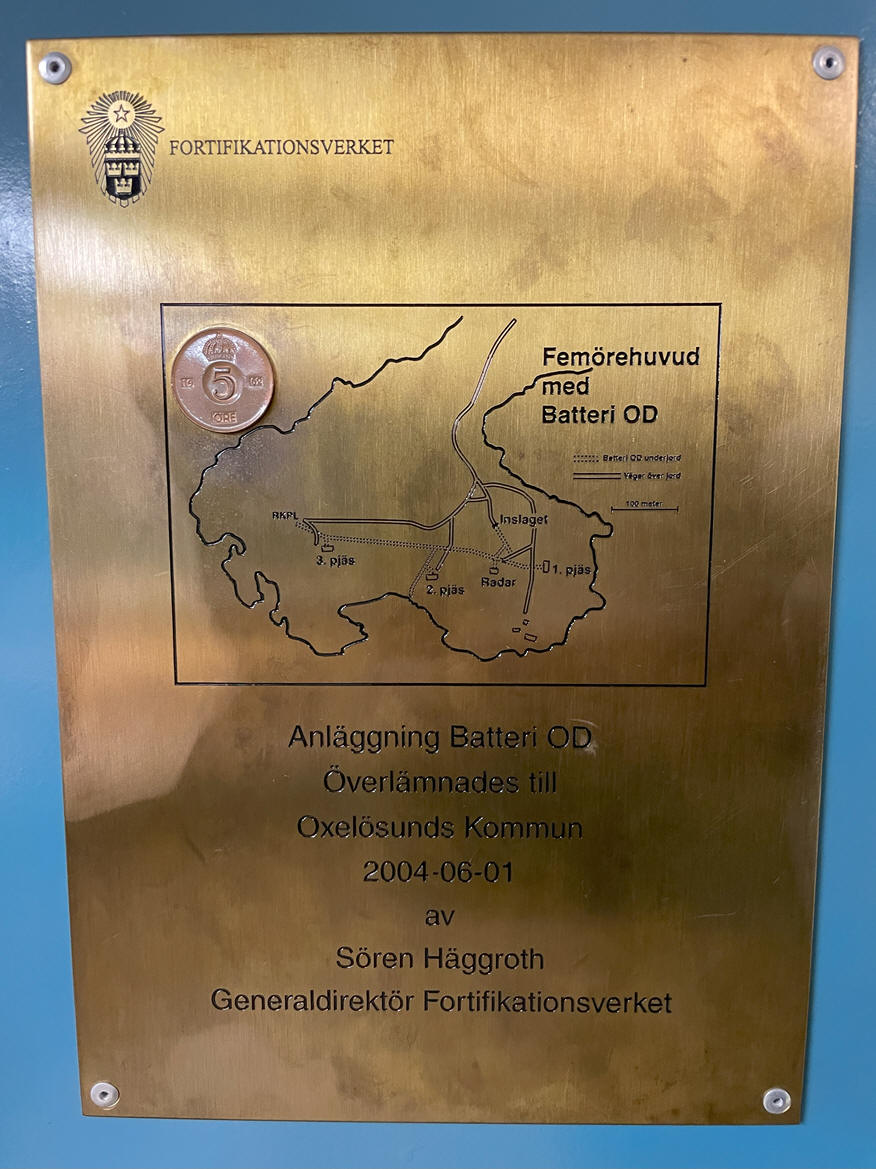 FORTIFIKATIONSVERKET
5
ÖRE
Femörehuvud
med
Batteri OD
Batteri OD underjord
Vägar över jord
100 meter
BKPL
Inslaget
3. pjäs
2. pjäs
Radar
1. pjäs
Anläggning Batteri OD
Överlämnades till
Oxelösunds Kommun
2004-06-01
av
Sören Häggroth
Generaldirektör Fortifikationsverket